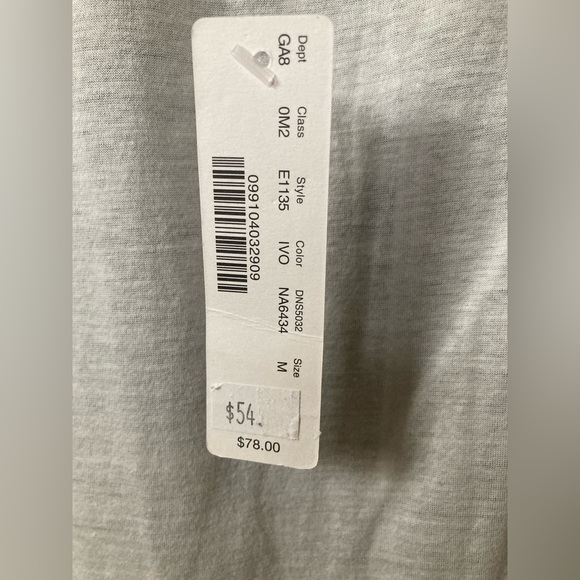 Dept Class Style Color DNS5032 Size
GA8 0M2 E1135 IVO NA6434 M
099104032909
$54.
$78.00